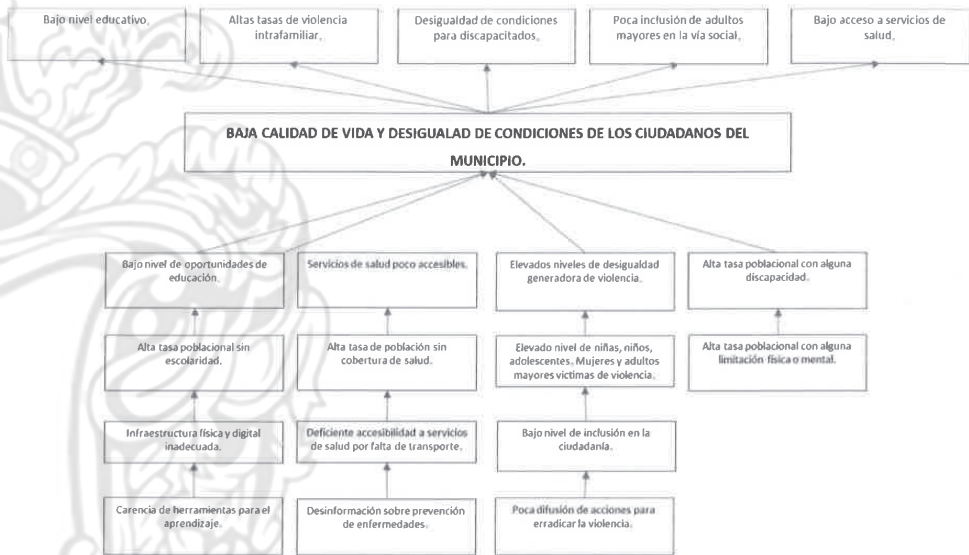 Bajo nivel educativo.
Altas tasas de violencia
intrafamiliar.
Desigualdad de condiciones
para discapacitados.
Poca inclusión de adultos
mayores en la vía social.
Bajo acceso a servicios de
salud.
BAJA CALIDAD DE VIDA Y DESIGUALAD DE CONDICIONES DE LOS CIUDADANOS DEL
MUNICIPIO.
Bajo nivel de oportunidades de
educación.
Servicios de salud poco accesibles.
Elevados niveles de desigualdad
generadora de violencia.
Alta tasa poblacional con alguna
discapacidad.
Alta tasa poblacional sin
escolaridad.
Alta tasa de población sin
cobertura de salud.
Elevado nivel de niñas, niños,
adolescentes. Mujeres y adultos
mayores victimas de violencia.
Alta tasa poblacional con alguna
limitación física o mental.
Infraestructura física y digital
inadecuada.
Deficiente accesibilidad a servicios
de salud por falta de transporte.
Bajo nivel de inclusión en la
ciudadanía.
Carencia de herramientas para el
aprendizaje.
Desinformación sobre prevención
de enfermedades.
Poca difusión de acciones para
erradicar la violencia.